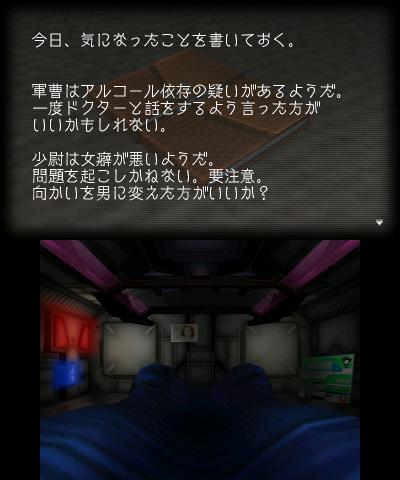 今日、気になったことを書いておく。
軍曹はアルコール依存の疑いがあるようだ。
一度ドクターと話をするよう言った方が
いいかもしれない。
少尉は女癖が悪いようだ。
問題を起こしかねない。要注意。
向かいを男に変えた方がいいか？